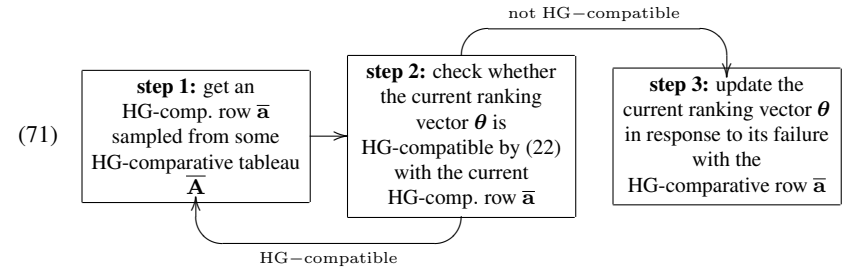 not HG−compatible
(71)
step 1: get an
HG-comp. row a̅
sampled from some
HG-comparative tableau
A̅
step 2: check whether
the current ranking
vector θ is
HG-compatible by (22)
with the current
HG-comp. row a̅
step 3: update the
current ranking vector θ
in response to its failure
with the
HG-comparative row a̅
HG−compatible